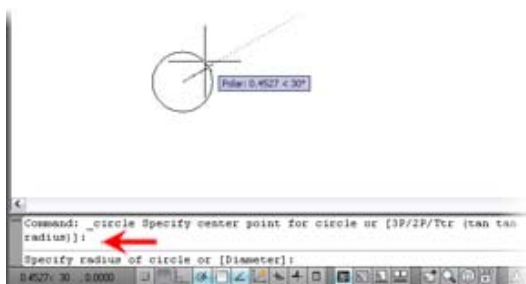 Polar: 0.4527 < 30°
Command: _circle Specify center point for circle or [3P/2P/Ttr (tan tan
radius)]:
Specify radius of circle or [Diameter]:
0.4527< 30 , 0.0000